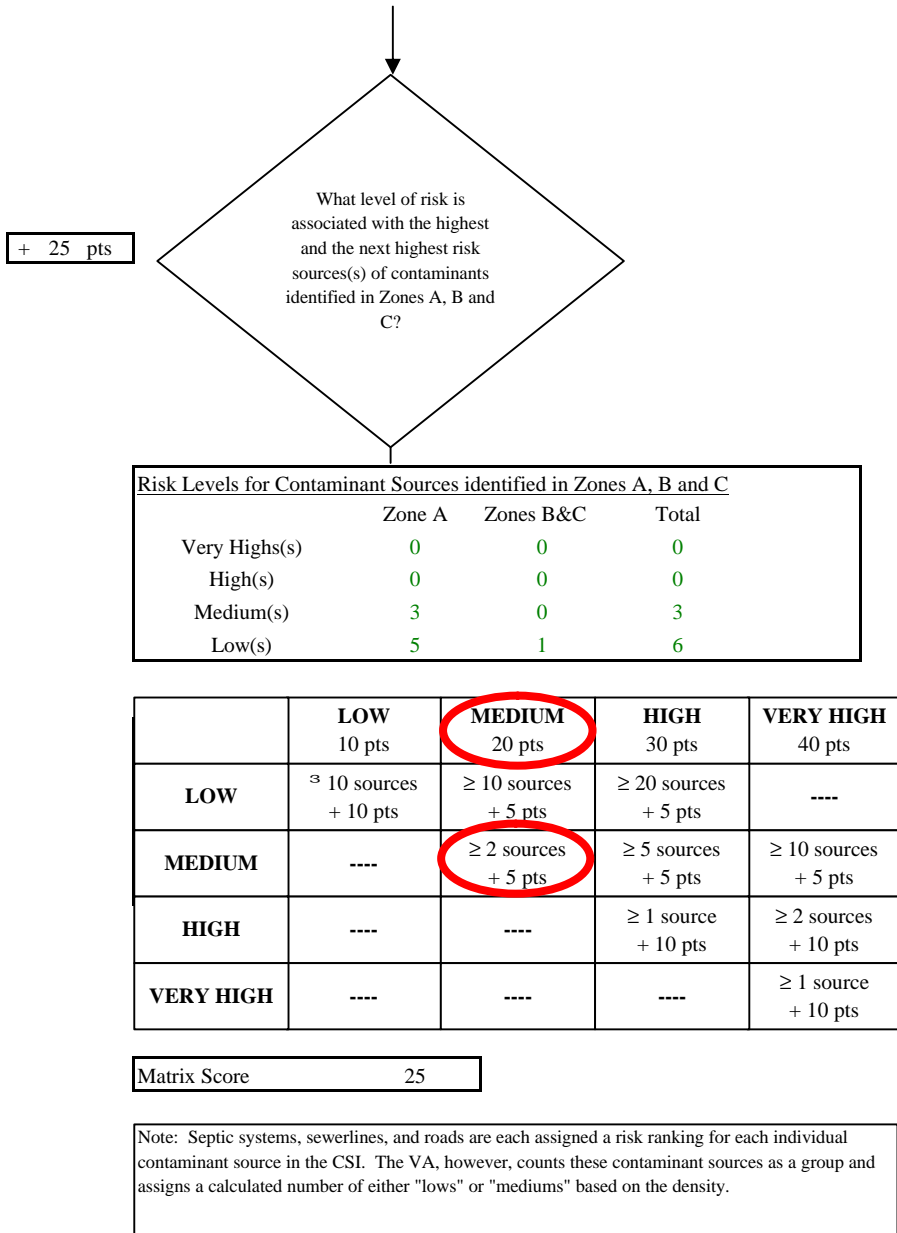 What level of risk is
associated with the highest
and the next highest risk
sources(s) of contaminants
identified in Zones A, B and
C?
+ 25 pts
Risk Levels for Contaminant Sources identified in Zones A, B and C
Zone A Zones B&C Total
Very Highs(s) 0 0 0
High(s) 0 0 0
Medium(s) 3 0 3
Low(s) 5 1 6
LOW MEDIUM HIGH VERY HIGH
10 pts 20 pts 30 pts 40 pts
LOW ³ 10 sources ≥ 10 sources ≥ 20 sources ----
+ 10 pts + 5 pts + 5 pts
MEDIUM ---- ≥ 2 sources ≥ 5 sources ≥ 10 sources
+ 5 pts + 5 pts + 5 pts
HIGH ---- ---- ≥ 1 source ≥ 2 sources
+ 10 pts + 10 pts
VERY HIGH ---- ---- ---- ≥ 1 source
+ 10 pts
Matrix Score 25
Note: Septic systems, sewerlines, and roads are each assigned a risk ranking for each individual
contaminant source in the CSI. The VA, however, counts these contaminant sources as a group and
assigns a calculated number of either "lows" or "mediums" based on the density.